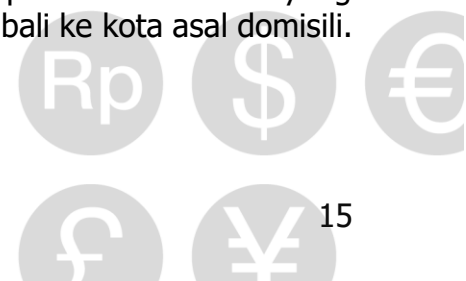 bali ke kota asal domisili.
Rp $ €
15
£ ¥